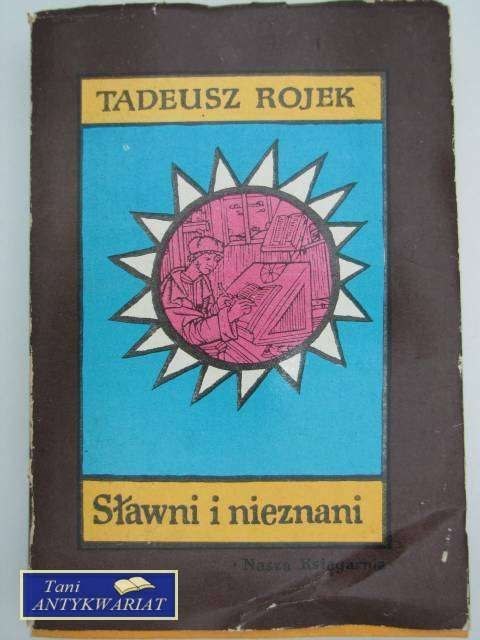 TADEUSZ ROJEK
Sławni i nieznani
Nasza Księgarnia
Tani
ANTYKWARIAT